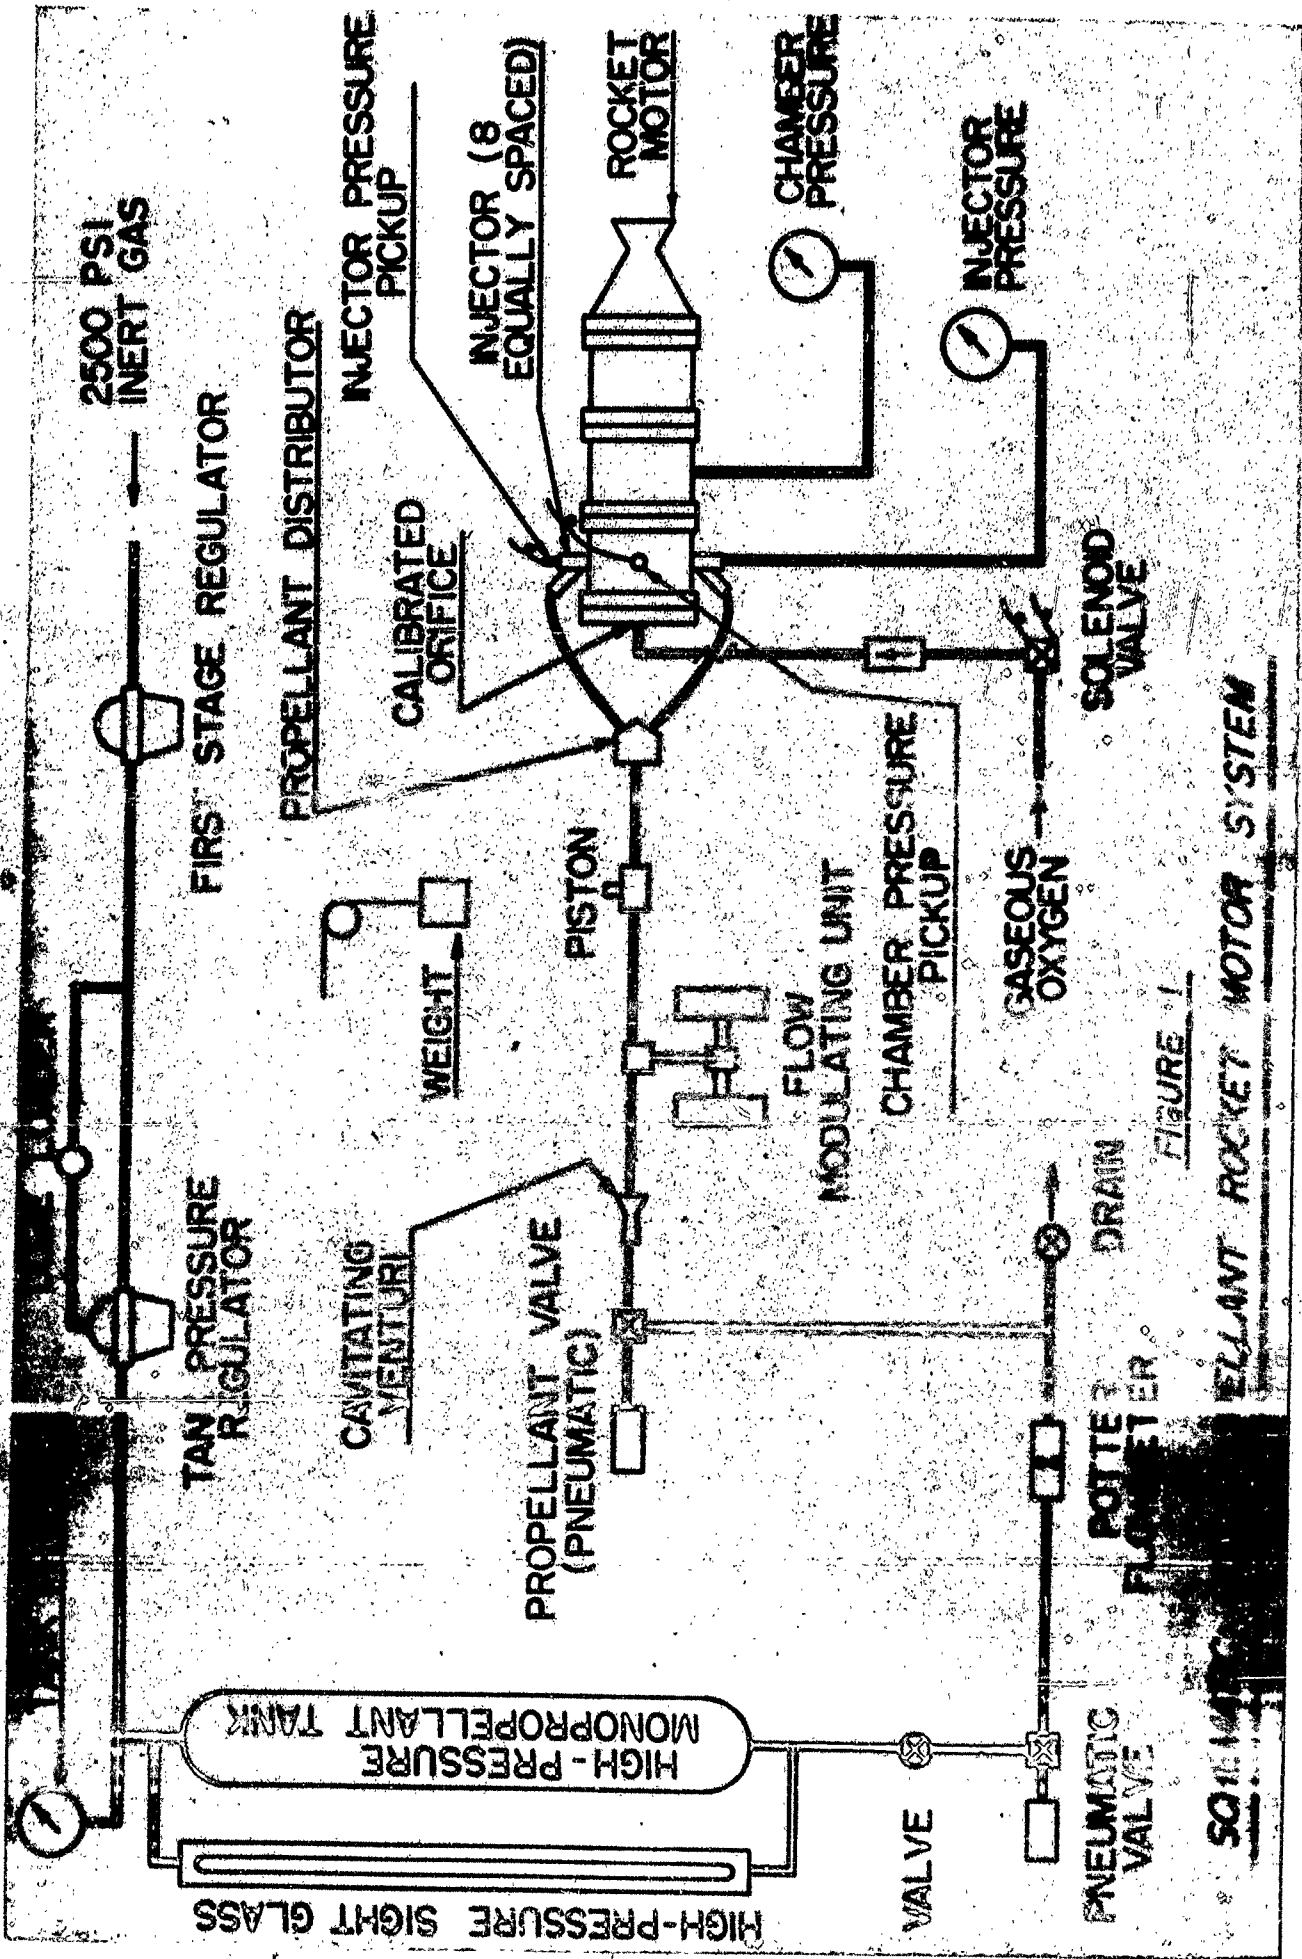 2500 PSI
INERT GAS
FIRST STAGE REGULATOR
PRESSURE
REGULATOR
PROPELLANT DISTRIBUTOR
INJECTOR PRESSURE
PICKUP
INJECTOR (8
EQUALLY SPACED)
ROCKET
MOTOR
CHAMBER
PRESSURE
INJECTOR
PRESSURE
CALIBRATED
ORIFICE
WEIGHT
PISTON
CAVITATING
VENTURI
PROPELLANT VALVE
(PNEUMATIC)
FLOW
MODULATING UNIT
CHAMBER PRESSURE
PICKUP
GASEOUS
OXYGEN
SOLENOD
VALVE
HIGH-PRESSURE
MONOPROPELLANT TANK
HIGH-PRESSURE SIGHT GLASS
VALVE
PNEUMATIC
VALVE
POTTER
FLOWMETER
DRAIN
FIGURE 1
ROCKET MOTOR SYSTEM